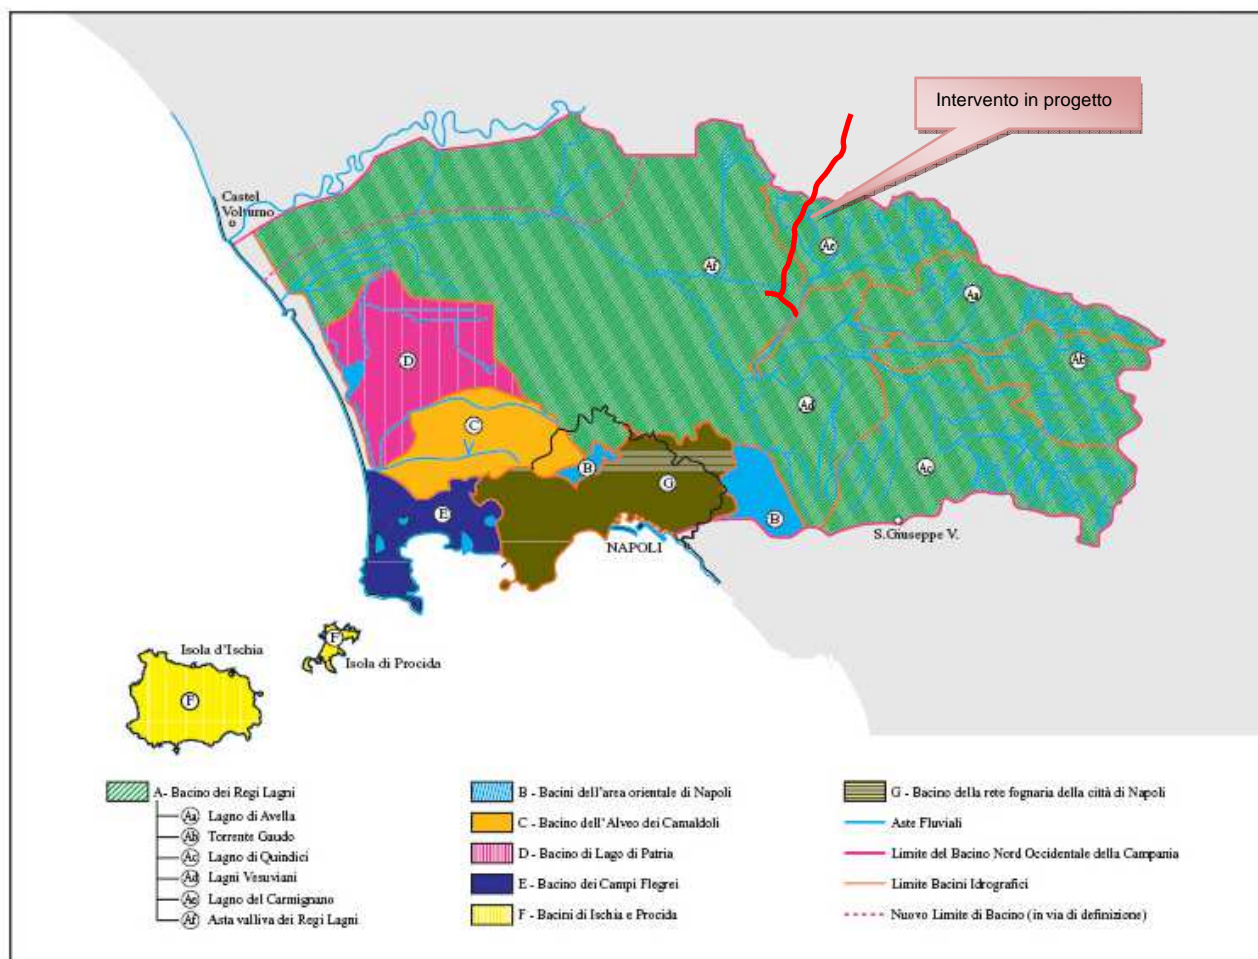 Intervento in progetto
Castel
Volturno
Ae
Af
Aa
D
Ab
Ad
C
B
Ac
G
E
B
NAPOLI
S.Giuseppe V.
F
Isola d'Ischia
Isola di Procida
F
A- Bacino dei Regi Lagni
Aa Lagno di Avella
Ab Torrente Gaudo
Ac Lagno di Quindici
Ad Lagni Vesuviani
Ae Lagno del Carmignano
Af Asta valliva dei Regi Lagni
B - Bacini dell'area orientale di Napoli
C - Bacino dell'Alveo dei Camaldoli
D - Bacino di Lago di Patria
E - Bacino dei Campi Flegrei
F - Bacini di Ischia e Procida
G - Bacino della rete fognaria della città di Napoli
Aste Fluviali
Limite del Bacino Nord Occidentale della Campania
Limite Bacini Idrografici
Nuovo Limite di Bacino (in via di definizione)